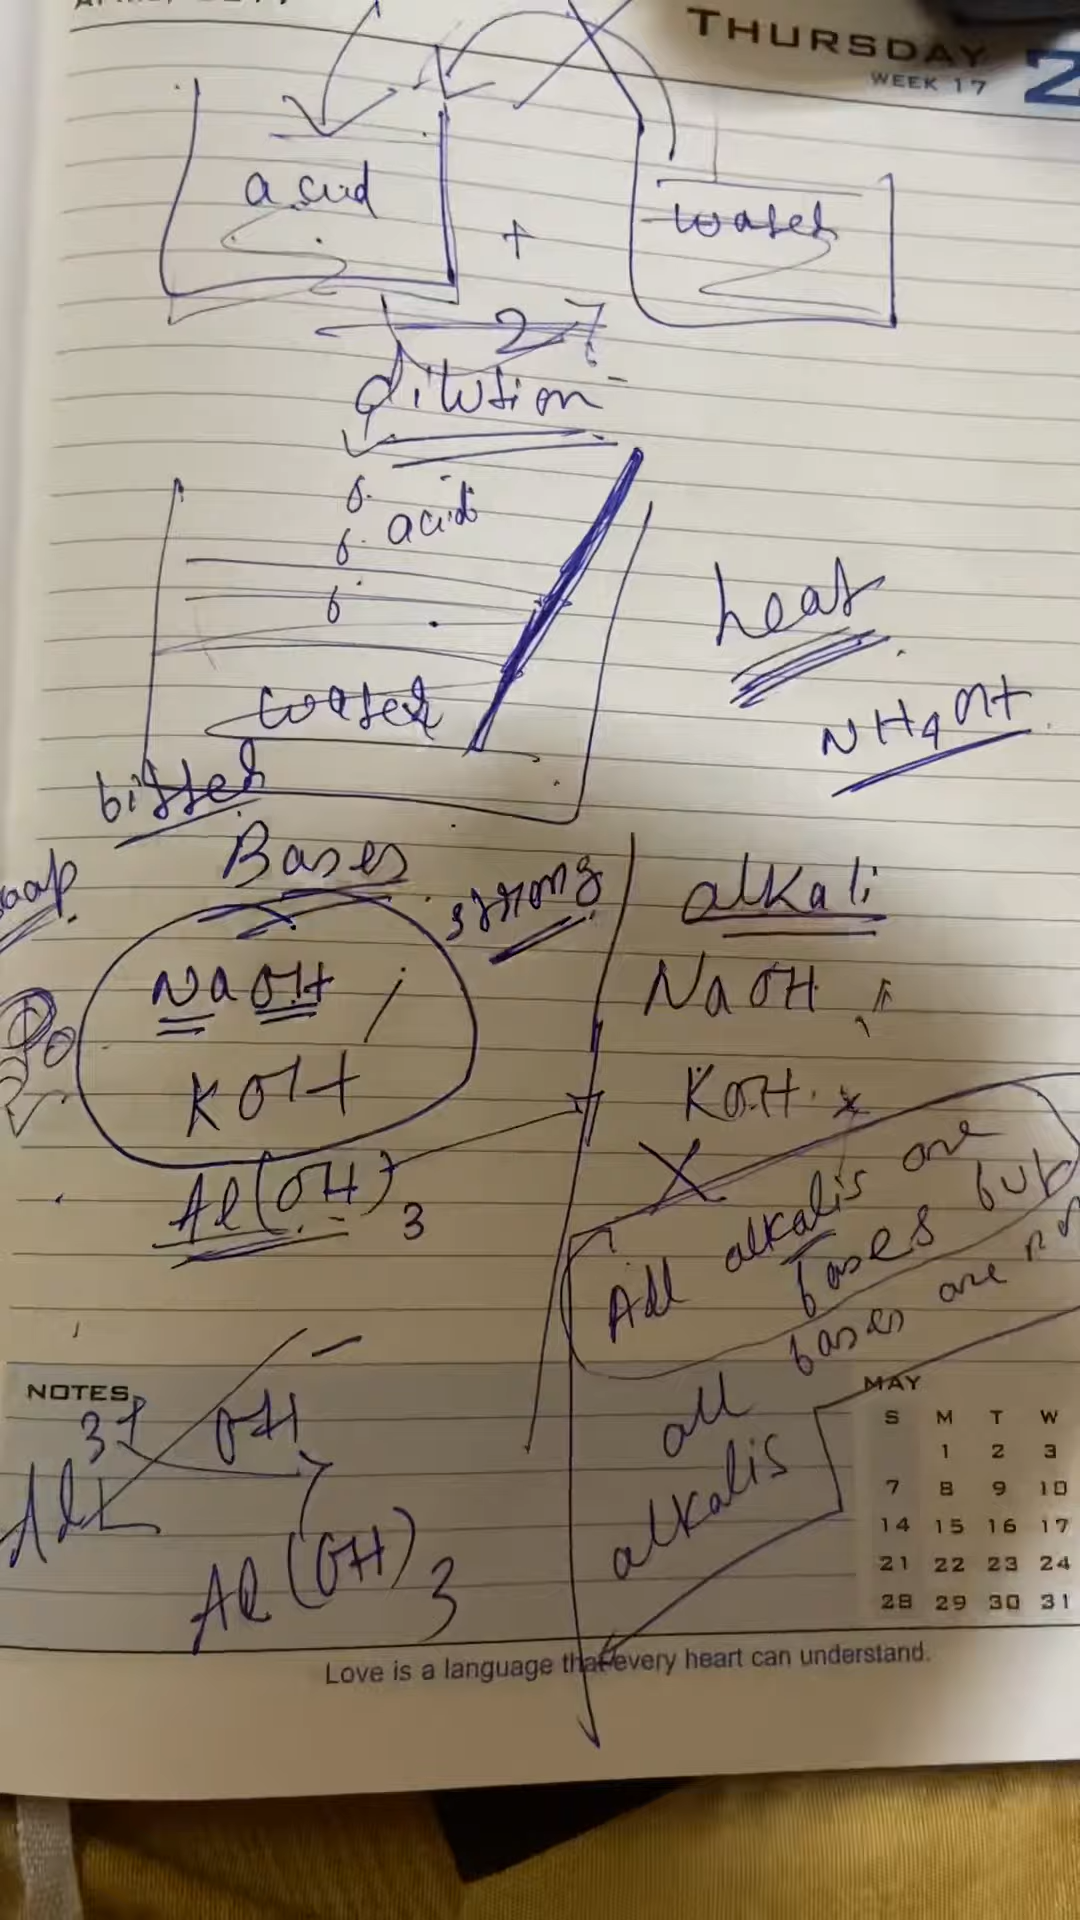 THURSDAY
WEEK 17
2
acid
+
water
dilution
acid
water
heat
NH4OH
bitter
Bases
strong
alkali
NaOH
NaOH
KOH
KOH
Al(OH)3
All alkalis are
bases but
bases are
all
alkalis
NOTES
3+
OH
Al
Al(OH)3
MAY
S M T W
1 2 3
7 8 9 10
14 15 16 17
21 22 23 24
28 29 30 31
Love is a language that every heart can understand.